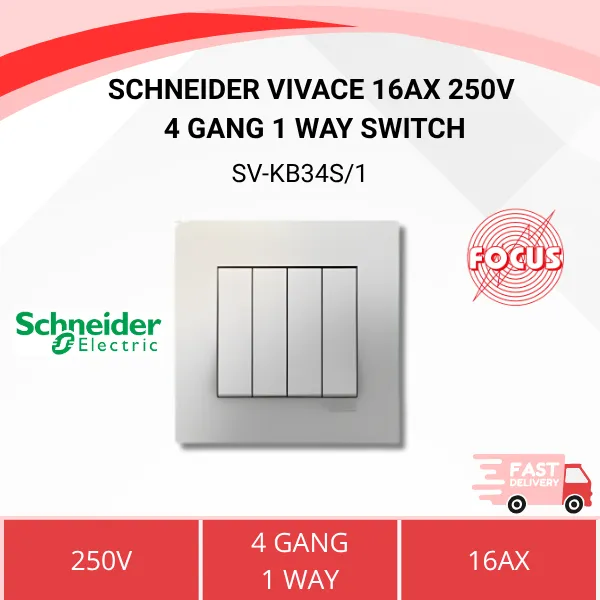 SCHNEIDER VIVACE 16AX 250V
4 GANG 1 WAY SWITCH
SV-KB34S/1
FOCUS
Schneider
Electric
FAST
DELIVERY
250V
4 GANG
1 WAY
16AX